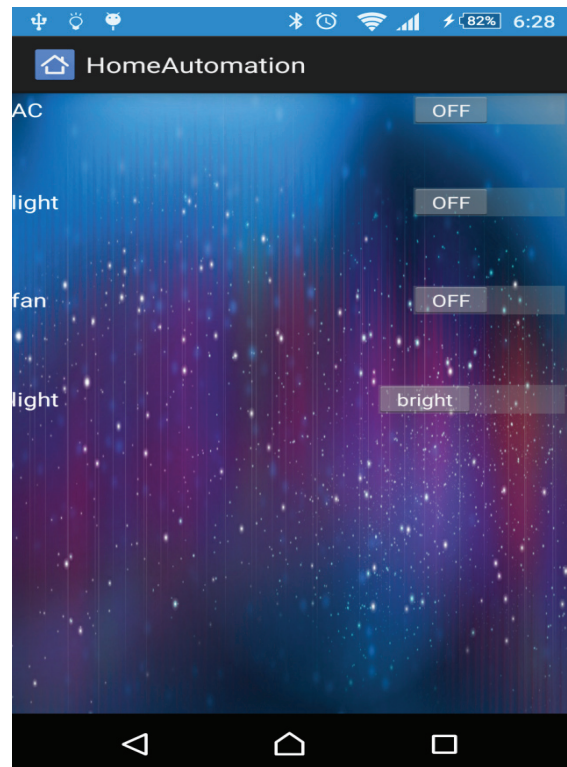 82% 6:28
HomeAutomation
AC OFF
light OFF
fan OFF
light bright